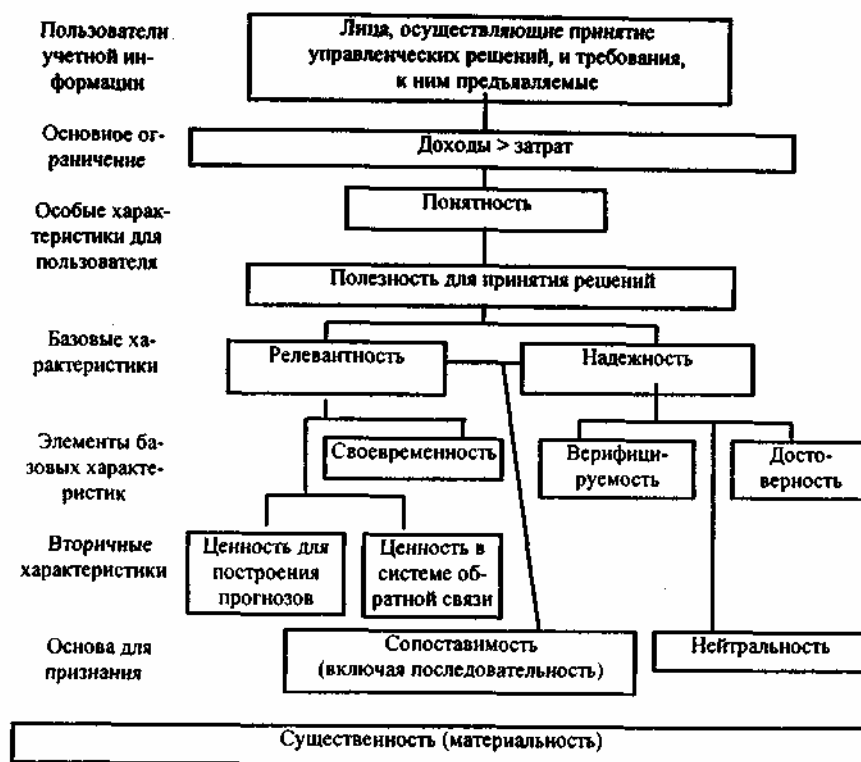 Пользователи
учетной ин-
формации
Лица, осуществляющие принятие
управленческих решений, и требования,
к ним предъявляемые
Основное ог-
раничение
Доходы > затрат
Особые харак-
теристики для
пользователя
Понятность
Полезность для принятия решений
Базовые ха-
рактеристики
Релевантность
Надежность
Элементы ба-
зовых характе-
ристик
Своевременность
Верифици-
руемость
Досто-
верность
Вторичные
характеристики
Ценность для
построения
прогнозов
Ценность в
системе об-
ратной связи
Основа для
признания
Сопоставимость
(включая последовательность)
Нейтральность
Существенность (материальность)